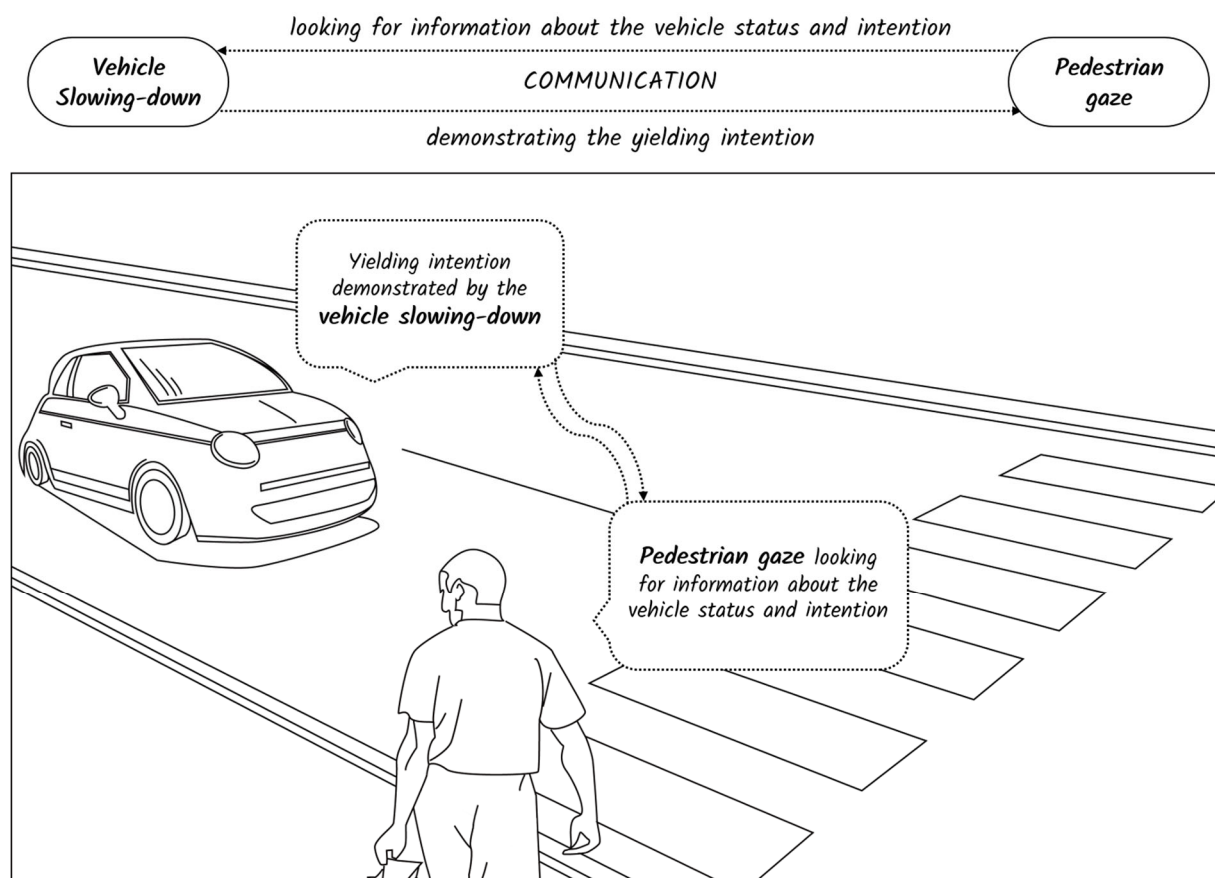 looking for information about the vehicle status and intention
Vehicle
Slowing-down
COMMUNICATION
Pedestrian
gaze
demonstrating the yielding intention
Yielding intention
demonstrated by the
vehicle slowing-down
Pedestrian gaze looking
for information about the
vehicle status and intention